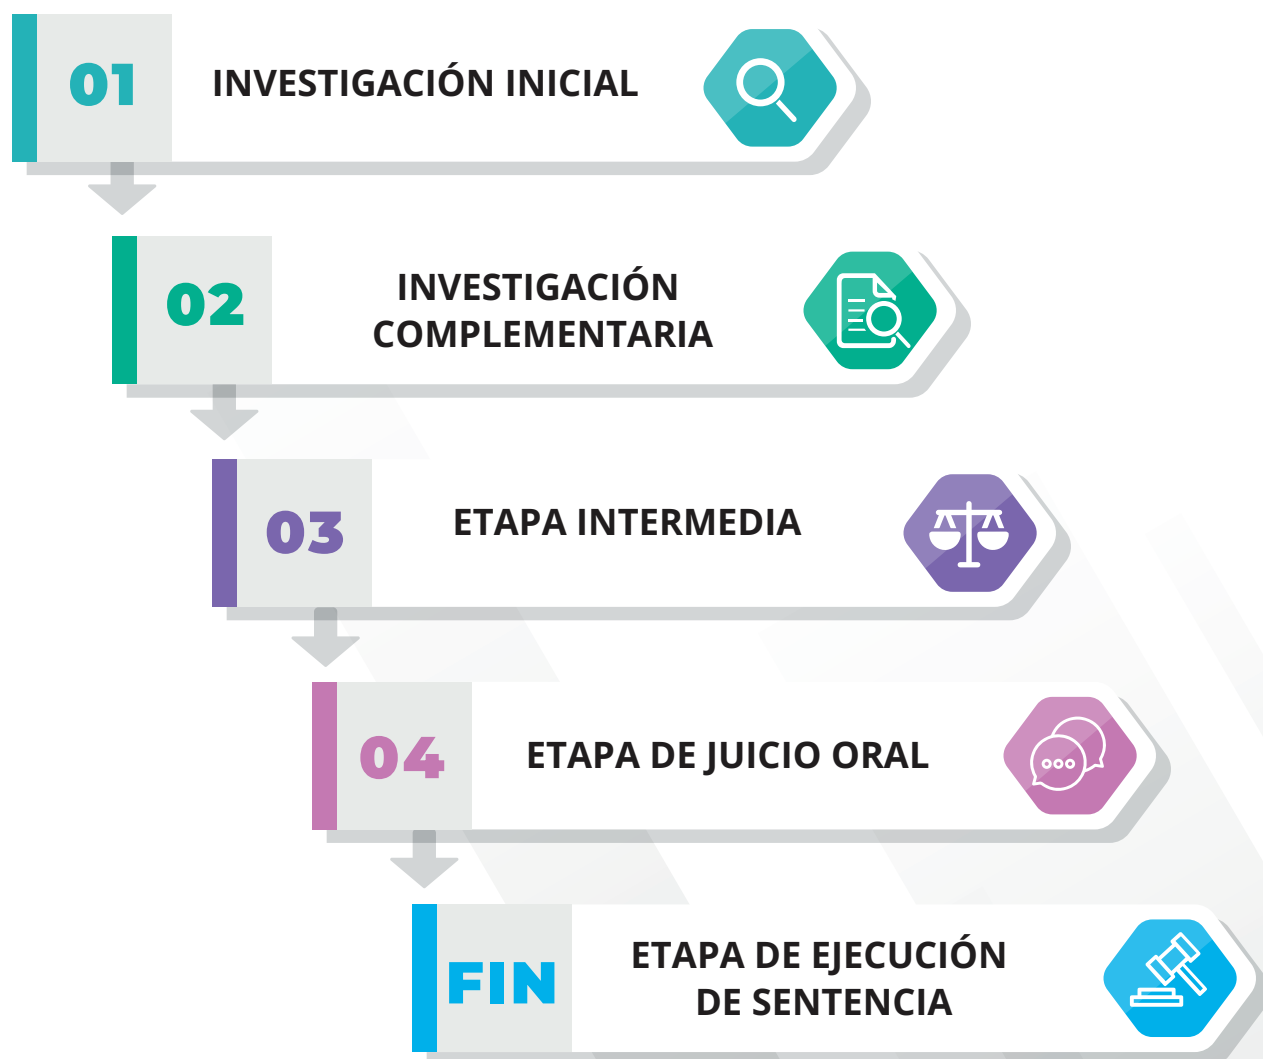 01
INVESTIGACIÓN INICIAL
02
INVESTIGACIÓN
COMPLEMENTARIA
03
ETAPA INTERMEDIA
04
ETAPA DE JUICIO ORAL
FIN
ETAPA DE EJECUCIÓN
DE SENTENCIA